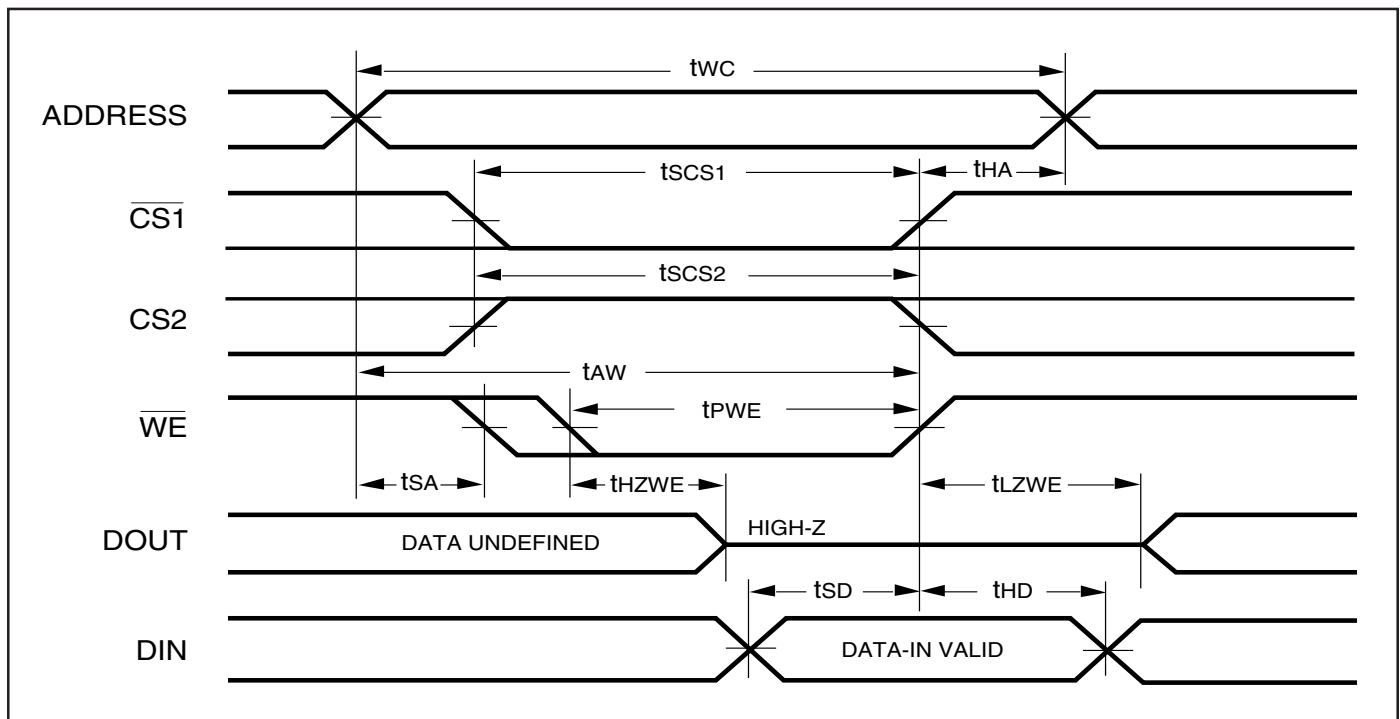 tWC
ADDRESS
tSCS1
tHA
CS1
tSCS2
CS2
tAW
tPWE
WE
tSA
tHZWE
tLZWE
DOUT
DATA UNDEFINED
HIGH-Z
tSD
tHD
DIN
DATA-IN VALID